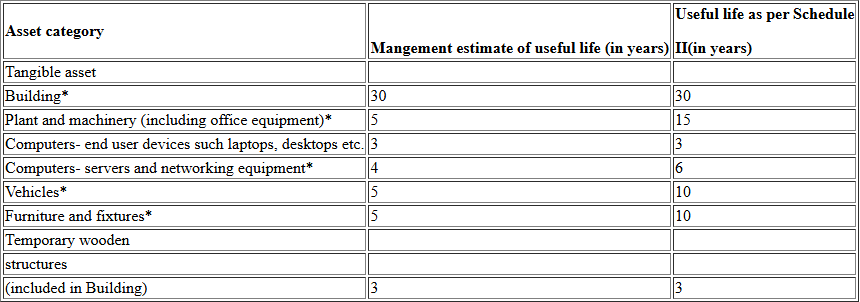 Asset category Mangement estimate of useful life (in years) Useful life as per Schedule
II(in years)
Tangible asset
Building* 30 30
Plant and machinery (including office equipment)* 5 15
Computers- end user devices such laptops, desktops etc. 3 3
Computers- servers and networking equipment* 4 6
Vehicles* 5 10
Furniture and fixtures* 5 10
Temporary wooden
structures
(included in Building) 3 3